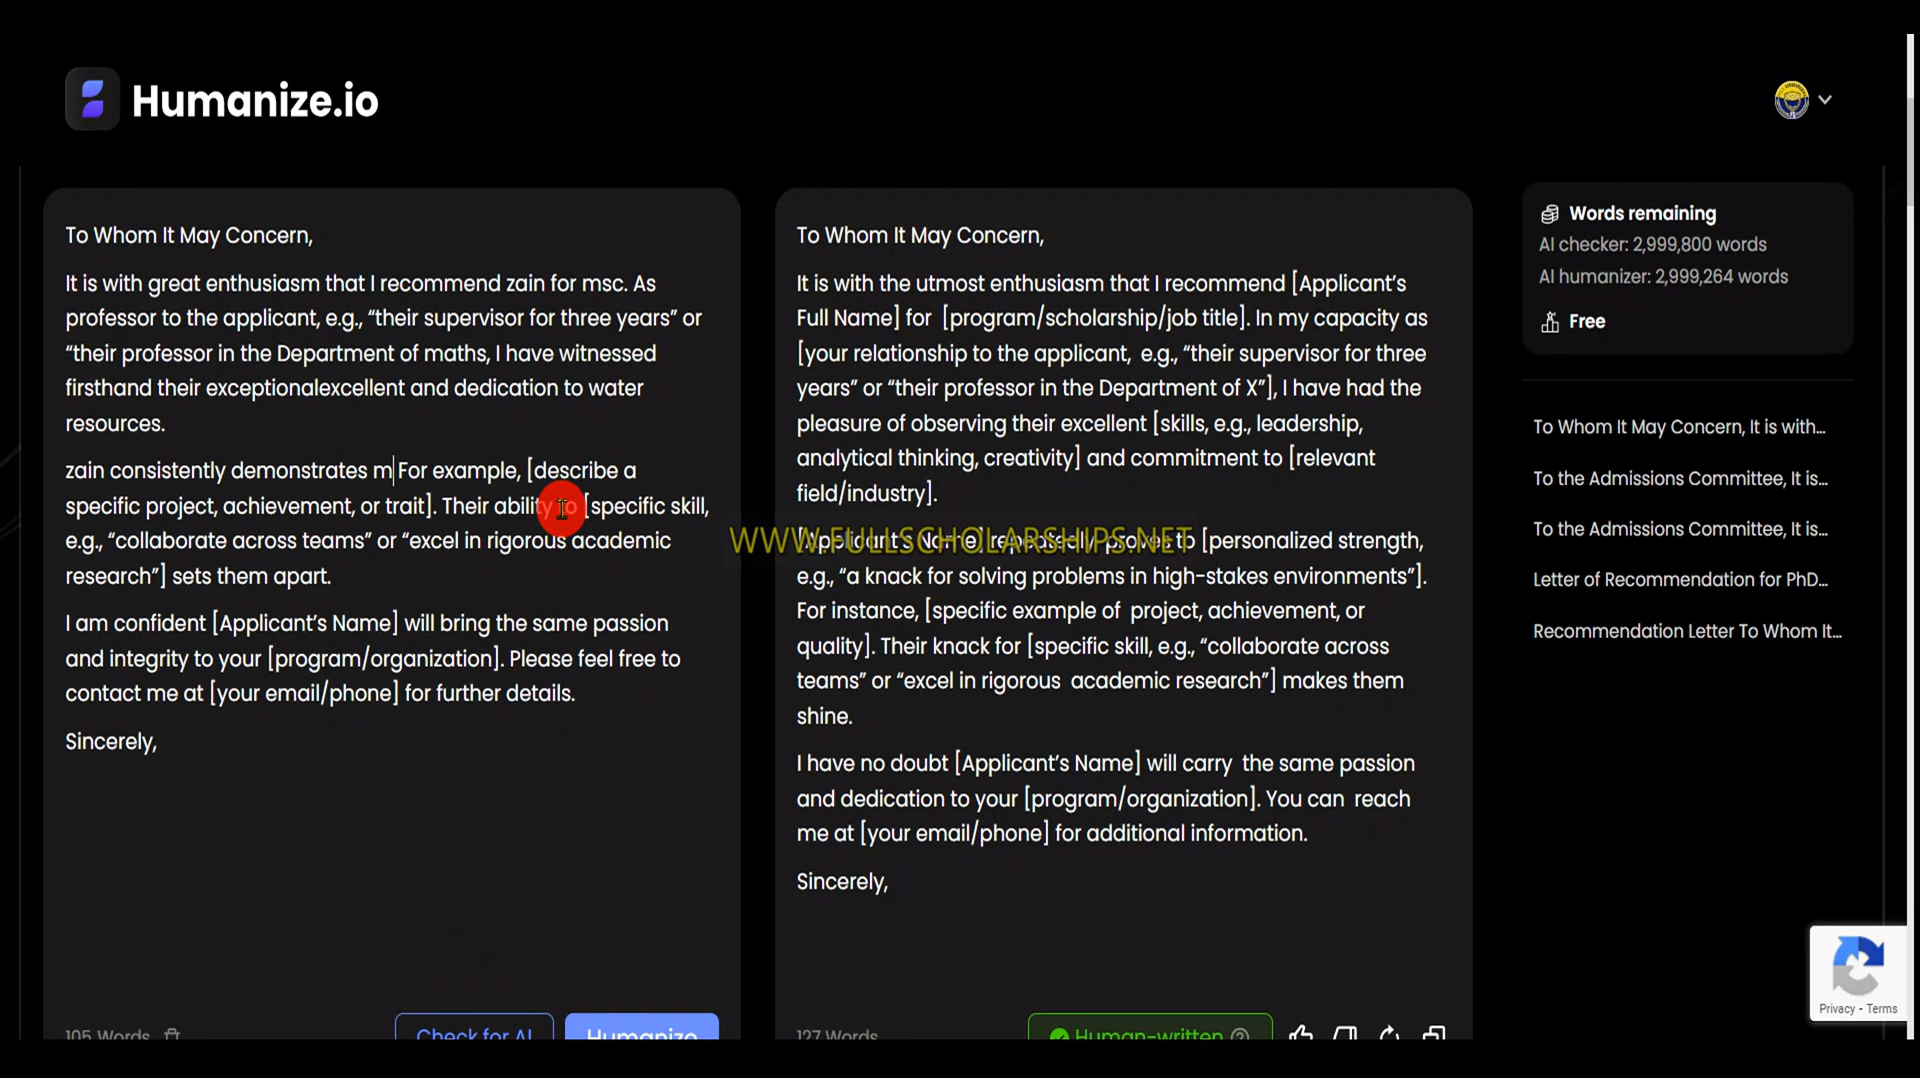 Humanize.io
To Whom It May Concern,
It is with great enthusiasm that I recommend zain for msc. As
professor to the applicant, e.g., “their supervisor for three years” or
“their professor in the Department of maths, I have witnessed
firsthand their exceptionalexcellent and dedication to water
resources.
zain consistently demonstrates m For example, [describe a
specific project, achievement, or trait]. Their ability to [specific skill,
e.g., “collaborate across teams” or “excel in rigorous academic
research”] sets them apart.
I am confident [Applicant’s Name] will bring the same passion
and integrity to your [program/organization]. Please feel free to
contact me at [your email/phone] for further details.
Sincerely,
105 Words
Check for AI
Humanize
To Whom It May Concern,
It is with the utmost enthusiasm that I recommend [Applicant’s
Full Name] for [program/scholarship/job title]. In my capacity as
[your relationship to the applicant, e.g., “their supervisor for three
years” or “their professor in the Department of X”], I have had the
pleasure of observing their excellent [skills, e.g., leadership,
analytical thinking, creativity] and commitment to [relevant
field/industry].
WWW.FULLSCHOLARSHIPS.NET
[Applicant’s Name] repeatedly proves to [personalized strength,
e.g., “a knack for solving problems in high-stakes environments”].
For instance, [specific example of project, achievement, or
quality]. Their knack for [specific skill, e.g., “collaborate across
teams” or “excel in rigorous academic research”] makes them
shine.
I have no doubt [Applicant’s Name] will carry the same passion
and dedication to your [program/organization]. You can reach
me at [your email/phone] for additional information.
Sincerely,
127 Words
Human-written
Words remaining
AI checker: 2,999,800 words
AI humanizer: 2,999,264 words
Free
To Whom It May Concern, It is with...
To the Admissions Committee, It is...
To the Admissions Committee, It is...
Letter of Recommendation for PhD...
Recommendation Letter To Whom It...
Privacy - Terms